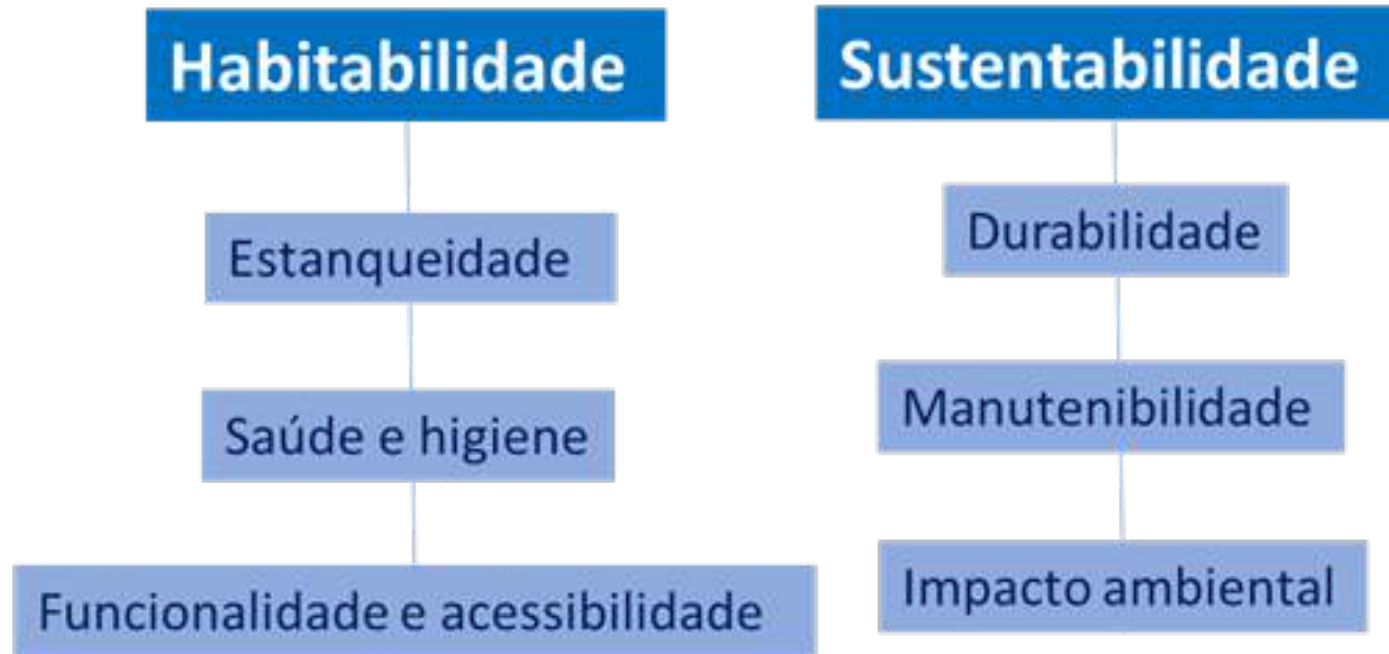 Habitabilidade
Estanqueidade
Saúde e higiene
Funcionalidade e acessibilidade
Sustentabilidade
Durabilidade
Manutenibilidade
Impacto ambiental